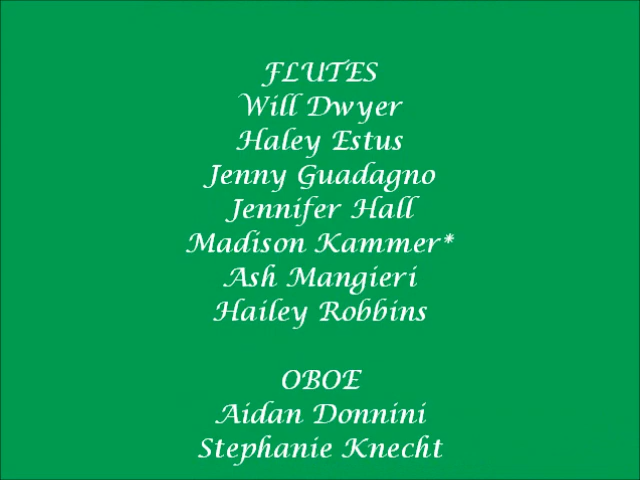 FLUTES
Will Dwyer
Haley Estus
Jenny Guadagno
Jennifer Hall
Madison Kammer*
Ash Mangieri
Hailey Robbins
OBOE
Aidan Donnini
Stephanie Knecht